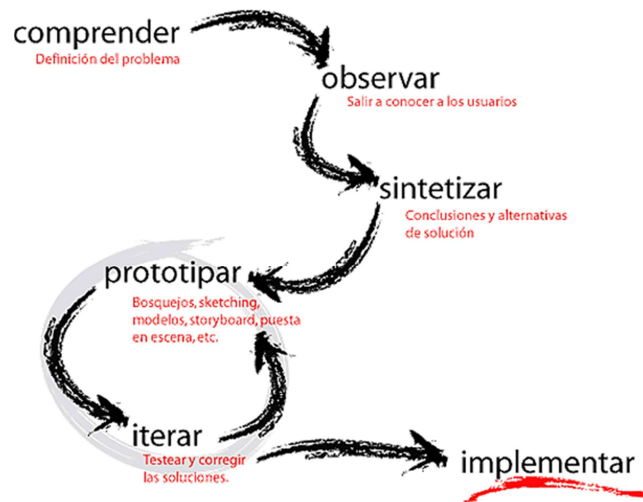 comprender
Definición del problema
observar
Salir a conocer a los usuarios
sintetizar
Conclusiones y alternativas
de solución
prototipar
Bosquejos, sketching,
modelos, storyboard, puesta
en escena, etc.
iterar
Testear y corregir
las soluciones.
implementar